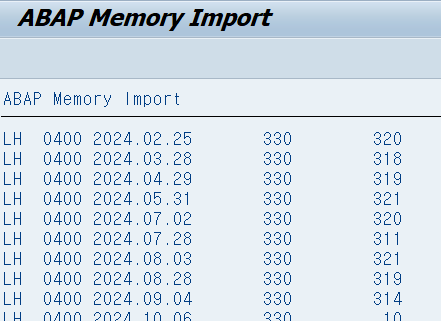 ABAP Memory Import
ABAP Memory Import
LH 0400 2024.02.25 330 320
LH 0400 2024.03.28 330 318
LH 0400 2024.04.29 330 319
LH 0400 2024.05.31 330 321
LH 0400 2024.07.02 330 320
LH 0400 2024.07.28 330 311
LH 0400 2024.08.03 330 321
LH 0400 2024.08.28 330 319
LH 0400 2024.09.04 330 314
LH 0400 2024.10.06 330 10